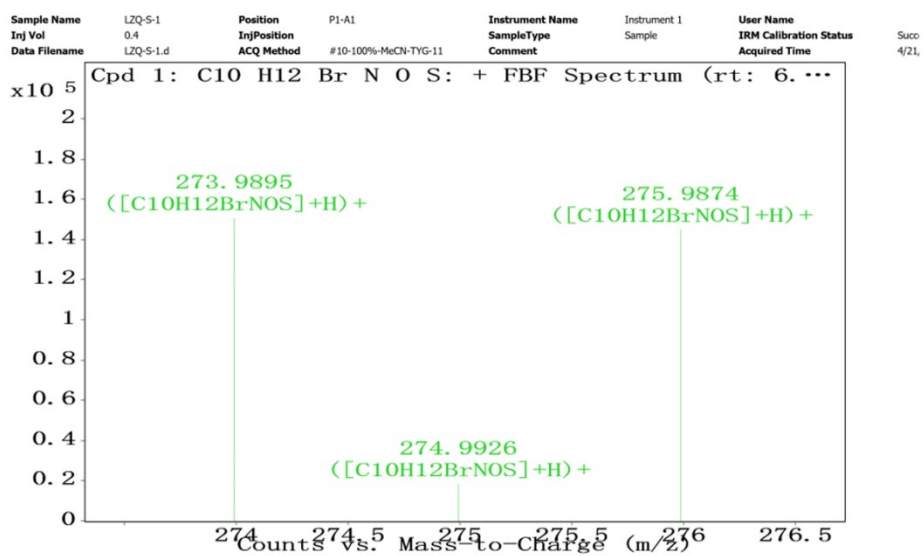 Sample Name LZQ-S-1 Position P1-A1 Instrument Name Instrument 1 User Name
Inj Vol 0.4 InjPosition SampleType Sample IRM Calibration Status Succ
Data Filename LZQ-S-1.d ACQ Method #10-100%-MeCN-TYG-11 Comment Acquired Time 4/21,
Cpd 1: C10 H12 Br N O S: + FBF Spectrum (rt: 6. ...
x10 5
2
1.8
273.9895
([C10H12BrNOS]+H)+
275.9874
([C10H12BrNOS]+H)+
1.6
1.4
1.2
1
0.8
0.6
0.4
274.9926
([C10H12BrNOS]+H)+
0.2
0
274 274.5 275 275.5 276 276.5
Counts vs. Mass-to-Charge (m/z)